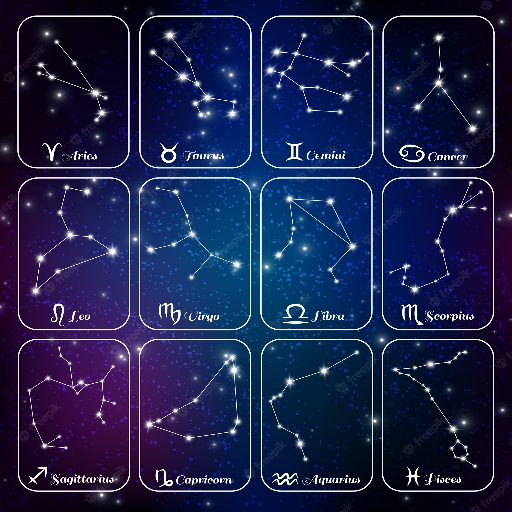 ♈ Aries
♉ Taurus
♊ Gemini
♋ Cancer
♌ Leo
♍ Virgo
♎ Libra
♏ Scorpius
♐ Sagittarius
♑ Capricorn
♒ Aquarius
♓ Pisces